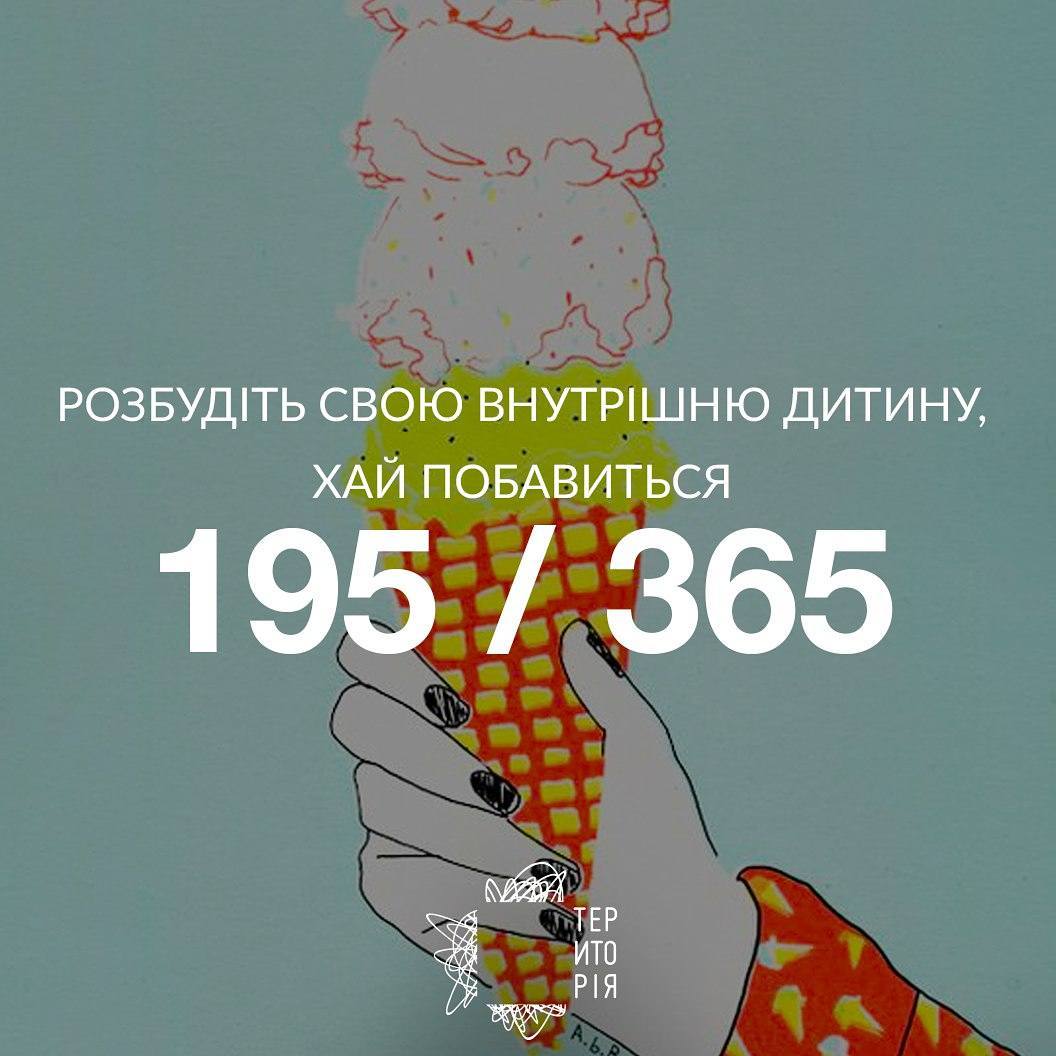 РОЗБУДІТЬ СВОЮ ВНУТРІШНЮ ДИТИНУ,
ХАЙ ПОБАВИТЬСЯ
195 / 365
ТЕР
ИТО
РІЯ